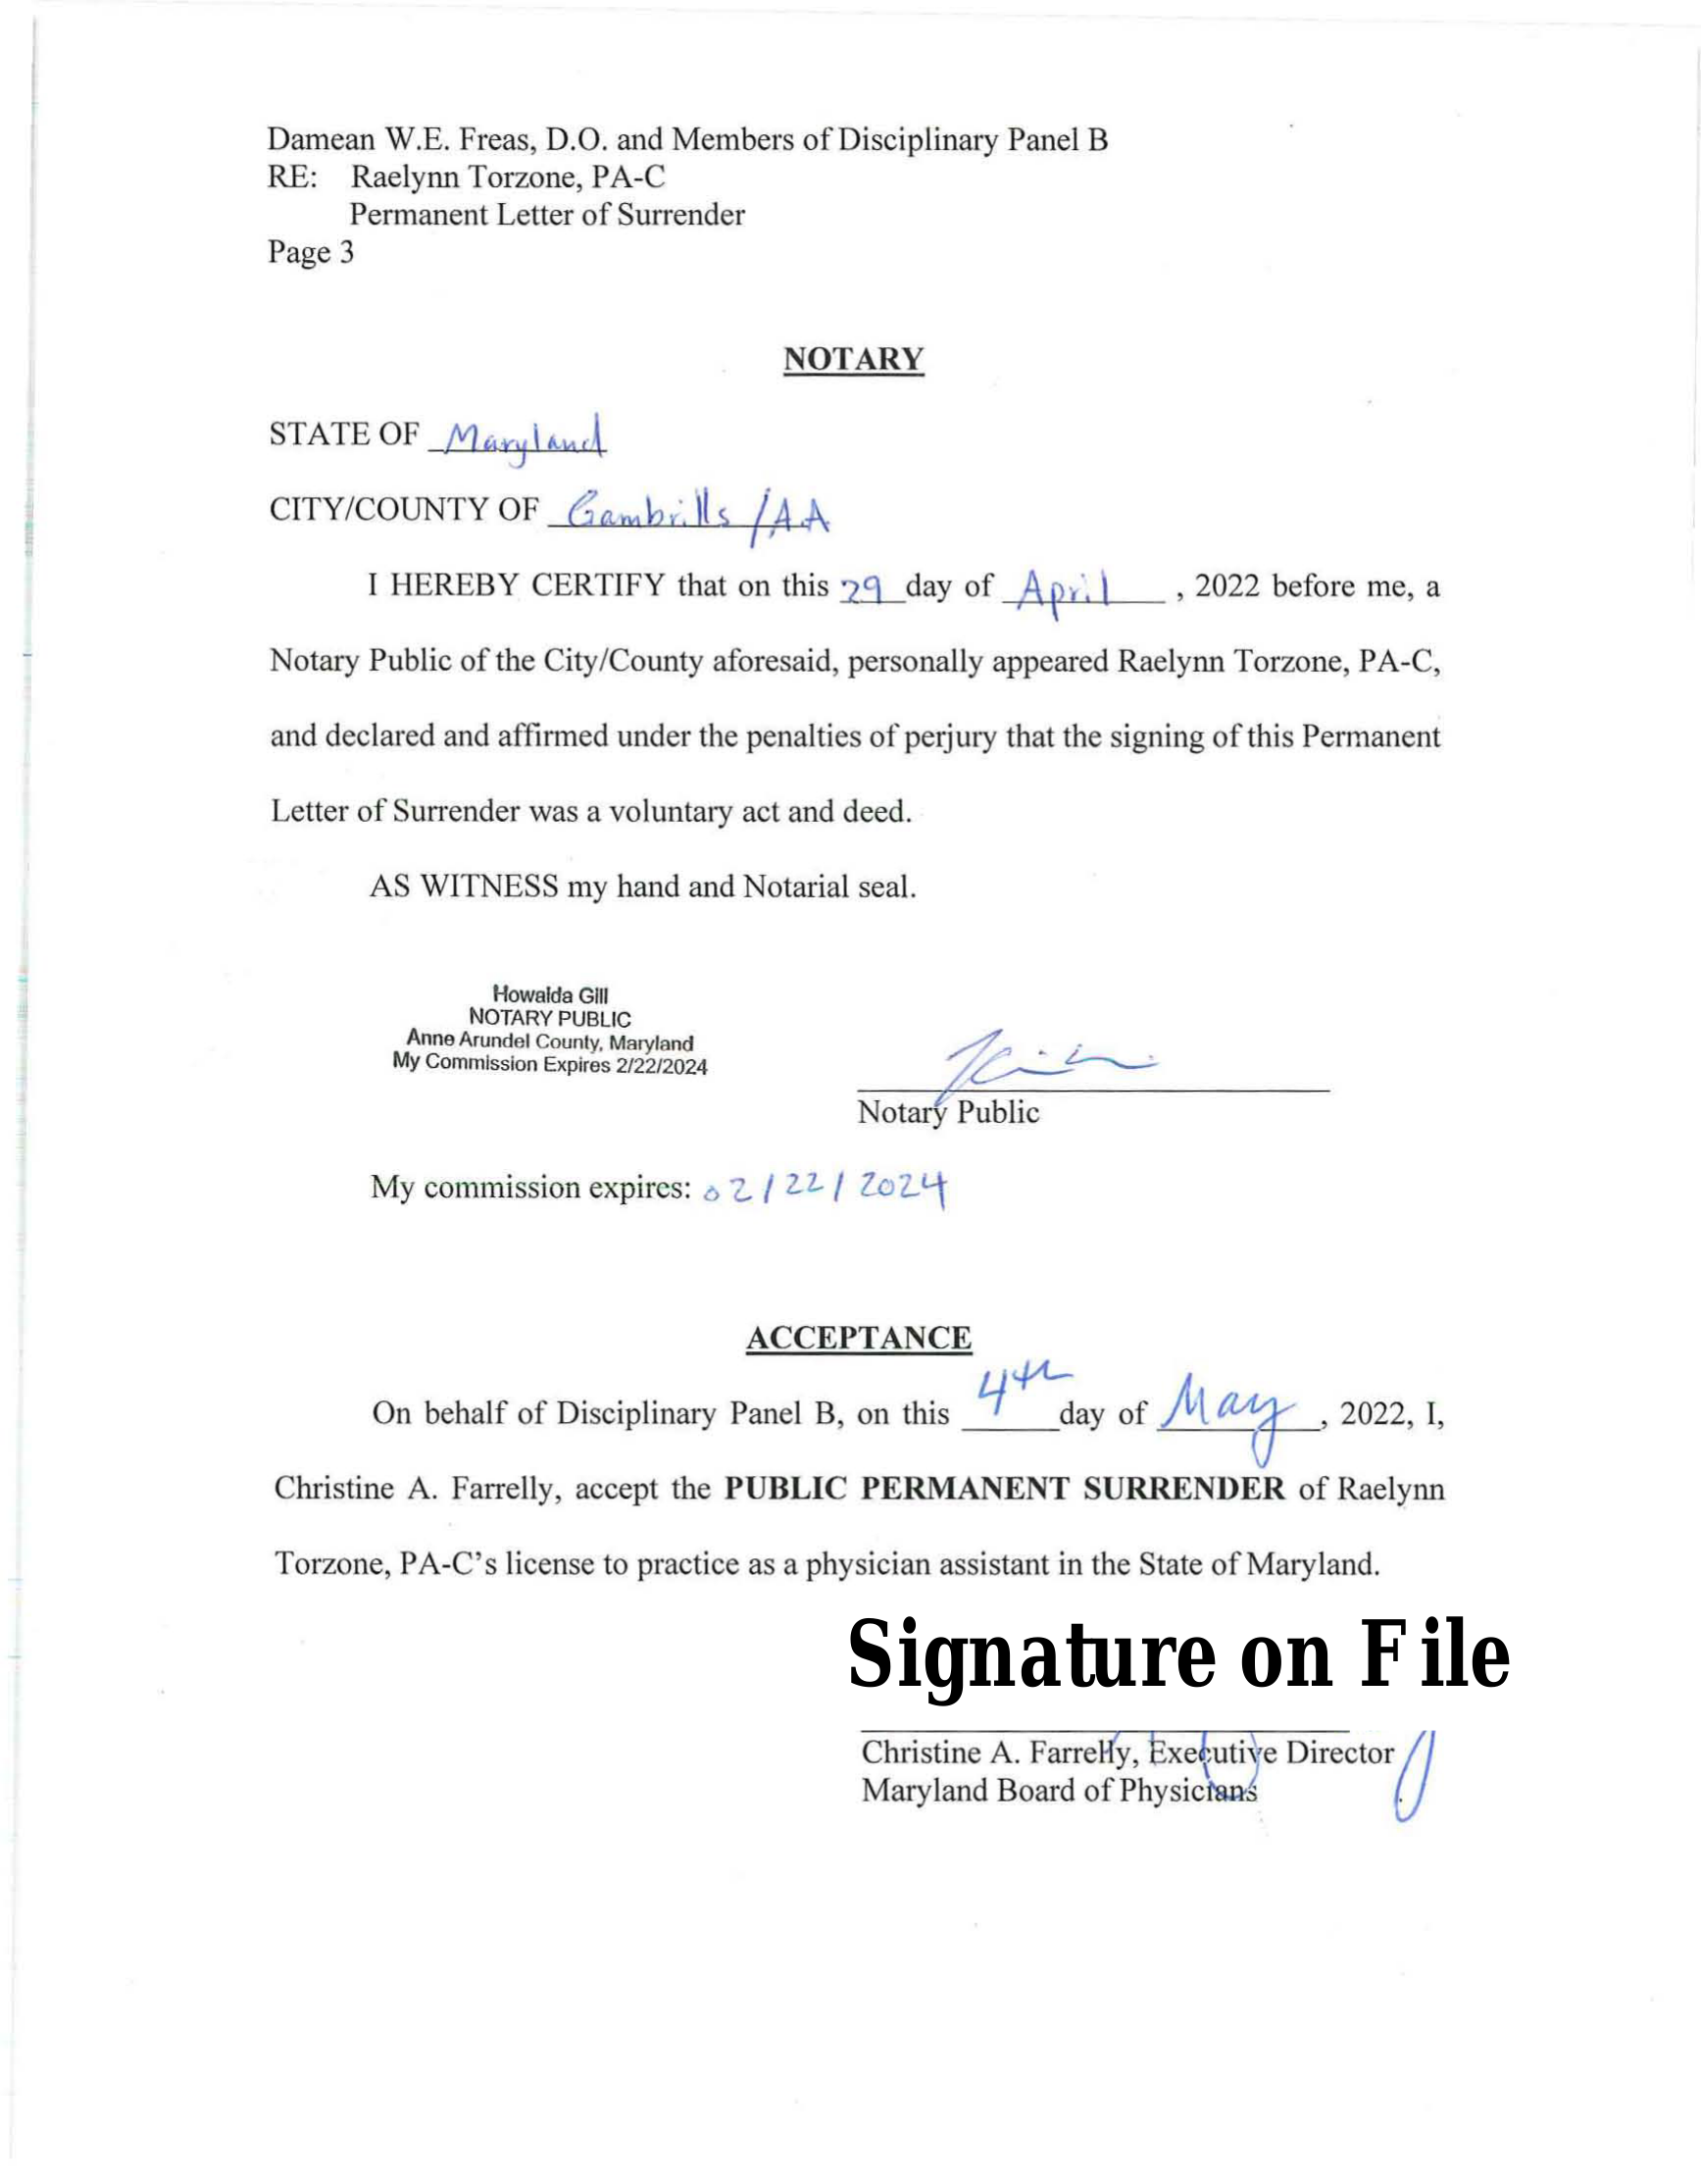 Damean W.E. Freas, D.O. and Members of Disciplinary Panel B
RE: Raelynn Torzone, PA-C
Permanent Letter of Surrender
Page 3
NOTARY
STATE OF Maryland
CITY/COUNTY OF Gambrills /AA
I HEREBY CERTIFY that on this 29 day of April , 2022 before me, a
Notary Public of the City/County aforesaid, personally appeared Raelynn Torzone, PA-C,
and declared and affirmed under the penalties of perjury that the signing of this Permanent
Letter of Surrender was a voluntary act and deed.
AS WITNESS my hand and Notarial seal.
Howaida Gill
NOTARY PUBLIC
Anne Arundel County, Maryland
My Commission Expires 2/22/2024
Notary Public
My commission expires: 02/22/2024
ACCEPTANCE
On behalf of Disciplinary Panel B, on this 4th day of May, 2022, I,
Christine A. Farrelly, accept the PUBLIC PERMANENT SURRENDER of Raelynn
Torzone, PA-C's license to practice as a physician assistant in the State of Maryland.
Signature on File
Christine A. Farrelly, Executive Director
Maryland Board of Physicians